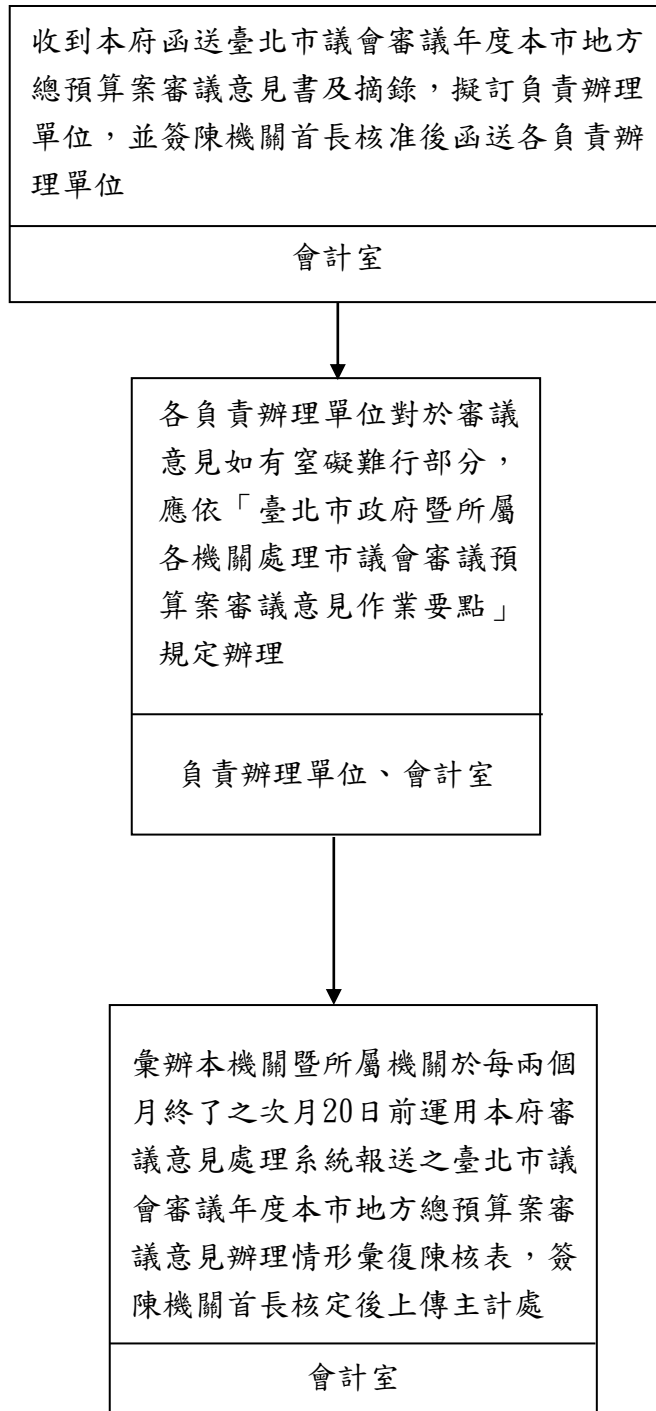 收到本府函送臺北市議會審議年度本市地方
總預算案審議意見書及摘錄，擬訂負責辦理
單位，並簽陳機關首長核准後函送各負責辦
理單位
會計室
各負責辦理單位對於審議
意見如有窒礙難行部分，
應依「臺北市政府暨所屬
各機關處理市議會審議預
算案審議意見作業要點」
規定辦理
負責辦理單位、會計室
彙辦本機關暨所屬機關於每兩個
月終了之次月20日前運用本府審
議意見處理系統報送之臺北市議
會審議年度本市地方總預算案審
議意見辦理情形彙復陳核表，簽
陳機關首長核定後上傳主計處
會計室